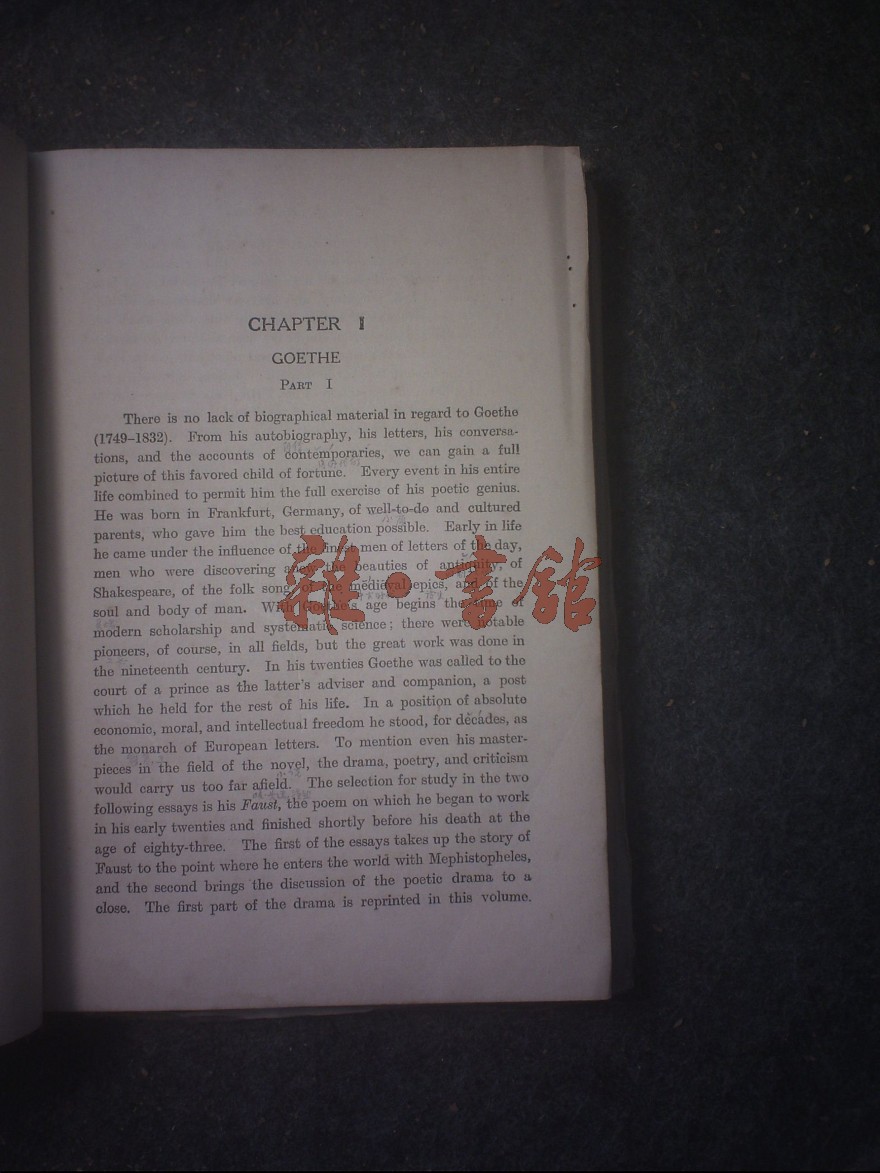 CHAPTER I
GOETHE
PART I
There is no lack of biographical material in regard to Goethe
(1749–1832). From his autobiography, his letters, his conversa-
tions, and the accounts of contemporaries, we can gain a full
picture of this favored child of fortune. Every event in his entire
life combined to permit him the full exercise of his poetic genius.
He was born in Frankfurt, Germany, of well-to-do and cultured
parents, who gave him the best education possible. Early in life
he came under the influence of the finest men of letters of the day,
men who were discovering anew the beauties of antiquity, of
Shakespeare, of the folk song, of the medieval epics, and of the
soul and body of man. With Goethe's age begins the time of
modern scholarship and systematic science; there were notable
pioneers, of course, in all fields, but the great work was done in
the nineteenth century. In his twenties Goethe was called to the
court of a prince as the latter's adviser and companion, a post
which he held for the rest of his life. In a position of absolute
economic, moral, and intellectual freedom he stood, for decades, as
the monarch of European letters. To mention even his master-
pieces in the field of the novel, the drama, poetry, and criticism
would carry us too far afield. The selection for study in the two
following essays is his Faust, the poem on which he began to work
in his early twenties and finished shortly before his death at the
age of eighty-three. The first of the essays takes up the story of
Faust to the point where he enters the world with Mephistopheles,
and the second brings the discussion of the poetic drama to a
close. The first part of the drama is reprinted in this volume.
雜·書館